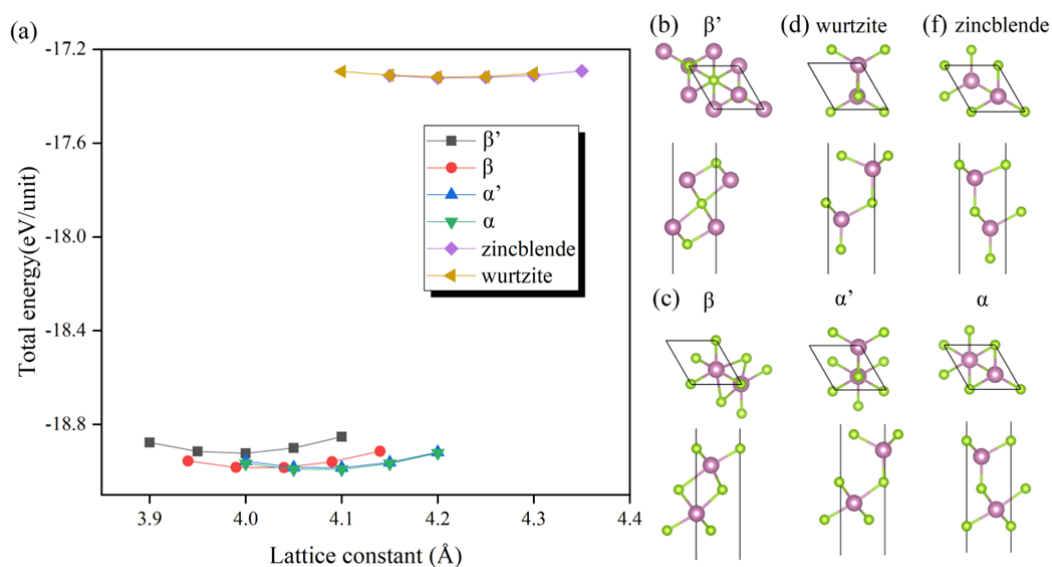 (a)
Total energy(eV/unit)
-17.2
-17.6
-18.0
-18.4
-18.8
3.9 4.0 4.1 4.2 4.3 4.4
Lattice constant (Å)
β’
β
α’
α
zincblende
wurtzite
(b) β’
(d) wurtzite
(f) zincblende
(c) β
α’
α